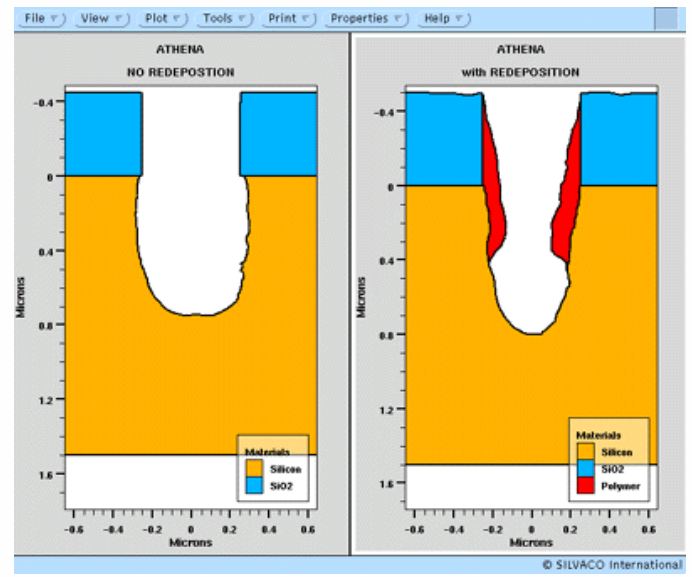 File View Plot Tools Print Properties Help
ATHENA
NO REDEPOSTION
-0.4
0
0.4
0.8
1.2
1.6
Microns
-0.6 -0.4 -0.2 0 0.2 0.4 0.6
Microns
Materials
Silicon
SiO2
ATHENA
with REDEPOSITION
-0.4
0
0.4
0.8
1.2
1.6
Microns
-0.6 -0.4 -0.2 0 0.2 0.4 0.6
Microns
Materials
Silicon
SiO2
Polymer
© SILVACO International